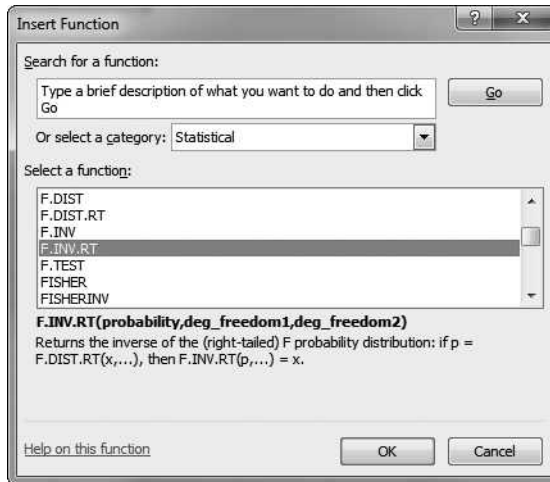 Insert Function
Search for a function:
Type a brief description of what you want to do and then click
Go
Go
Or select a category: Statistical
Select a function:
F.DIST
F.DIST.RT
F.INV
F.INV.RT
F.TEST
FISHER
FISHERINV
F.INV.RT(probability,deg_freedom1,deg_freedom2)
Returns the inverse of the (right-tailed) F probability distribution: if p =
F.DIST.RT(x,...), then F.INV.RT(p,...) = x.
Help on this function
OK
Cancel